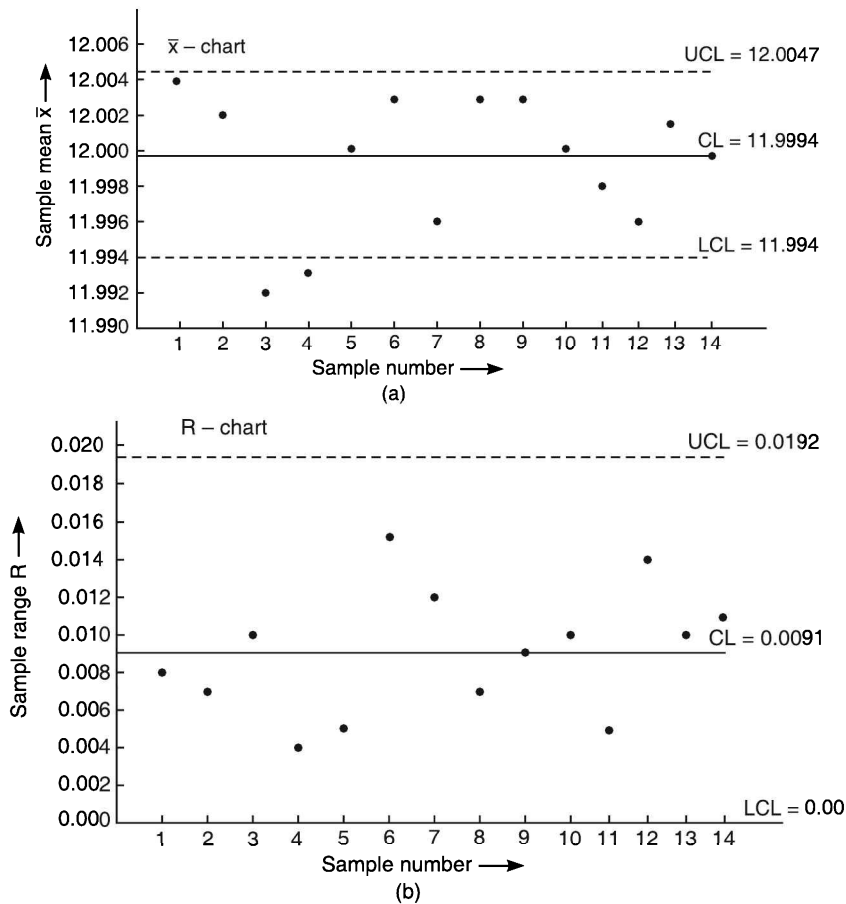 x̄ – chart
UCL = 12.0047
12.006
12.004
12.002
12.000
11.998
11.996
11.994
11.992
11.990
Sample mean x̄
CL = 11.9994
LCL = 11.994
1 2 3 4 5 6 7 8 9 10 11 12 13 14
Sample number
(a)
R – chart
UCL = 0.0192
0.020
0.018
0.016
0.014
0.012
0.010
0.008
0.006
0.004
0.002
0.000
Sample range R
CL = 0.0091
LCL = 0.00
1 2 3 4 5 6 7 8 9 10 11 12 13 14
Sample number
(b)